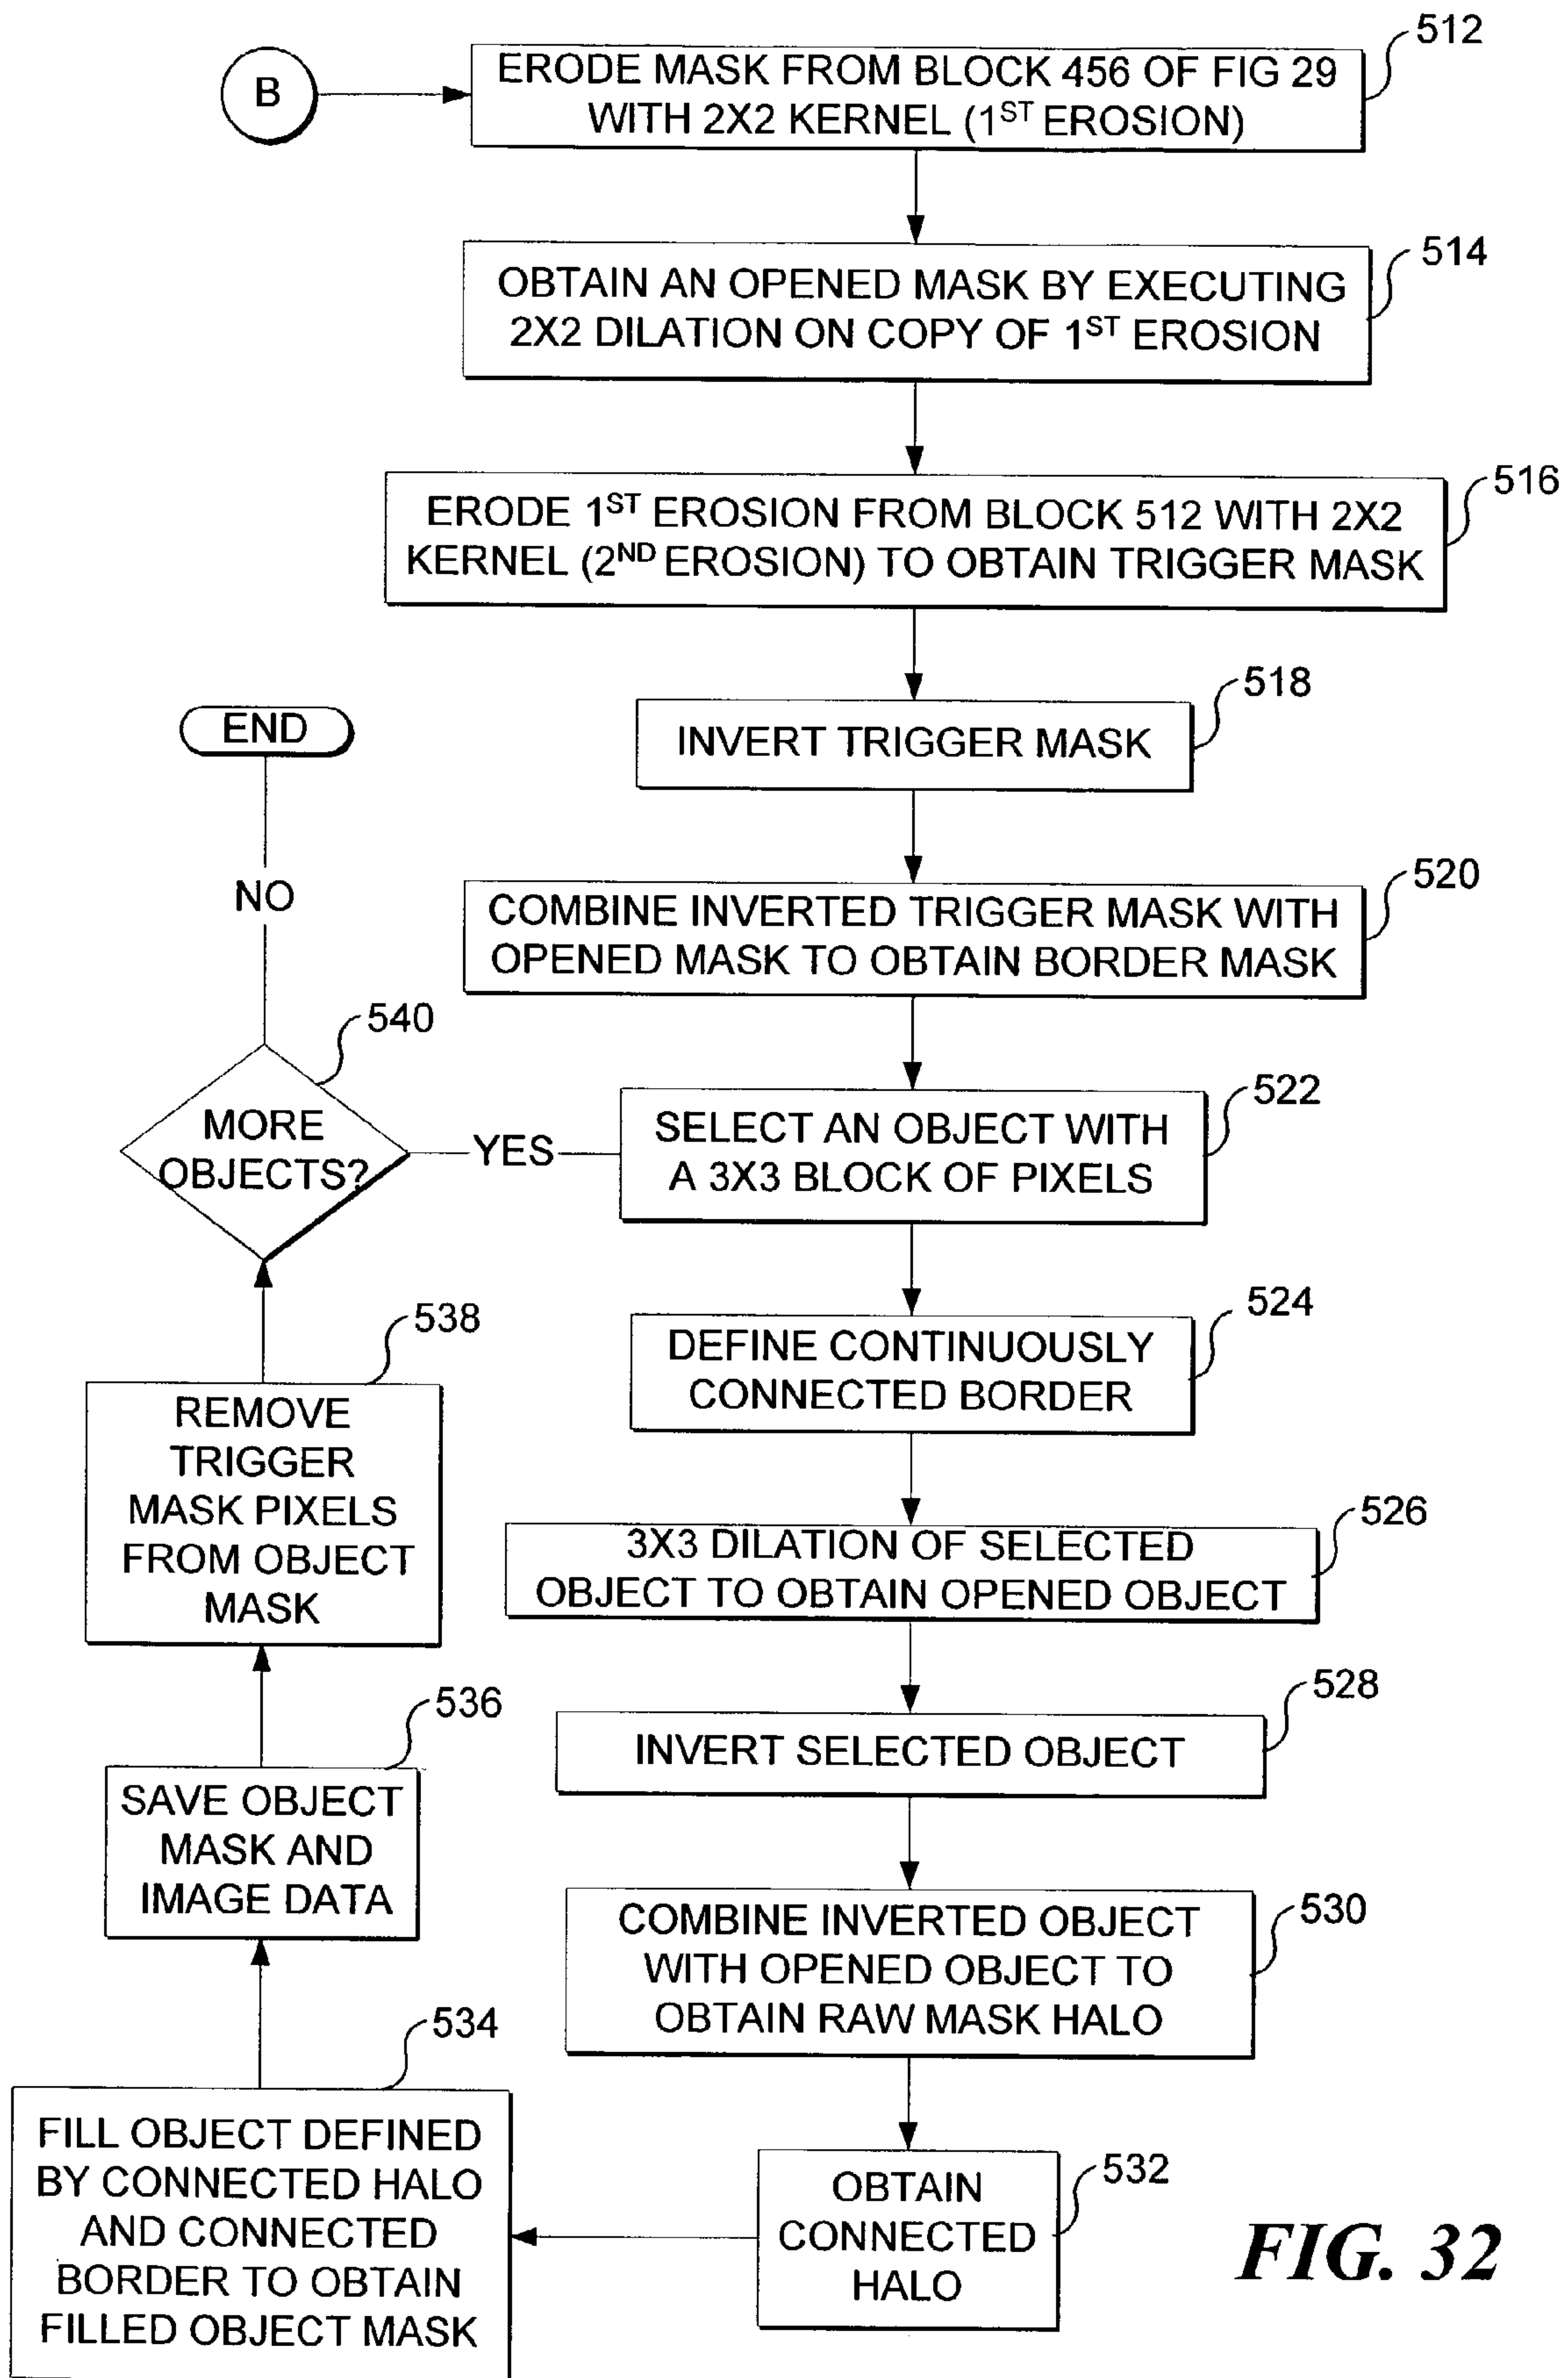 B
ERODE MASK FROM BLOCK 456 OF FIG 29
WITH 2X2 KERNEL (1ST EROSION)
512
OBTAIN AN OPENED MASK BY EXECUTING
2X2 DILATION ON COPY OF 1ST EROSION
514
ERODE 1ST EROSION FROM BLOCK 512 WITH 2X2
KERNEL (2ND EROSION) TO OBTAIN TRIGGER MASK
516
INVERT TRIGGER MASK
518
COMBINE INVERTED TRIGGER MASK WITH
OPENED MASK TO OBTAIN BORDER MASK
520
SELECT AN OBJECT WITH
A 3X3 BLOCK OF PIXELS
522
DEFINE CONTINUOUSLY
CONNECTED BORDER
524
3X3 DILATION OF SELECTED
OBJECT TO OBTAIN OPENED OBJECT
526
INVERT SELECTED OBJECT
528
COMBINE INVERTED OBJECT
WITH OPENED OBJECT TO
OBTAIN RAW MASK HALO
530
OBTAIN
CONNECTED
HALO
532
FILL OBJECT DEFINED
BY CONNECTED HALO
AND CONNECTED
BORDER TO OBTAIN
FILLED OBJECT MASK
534
SAVE OBJECT
MASK AND
IMAGE DATA
536
REMOVE
TRIGGER
MASK PIXELS
FROM OBJECT
MASK
538
MORE
OBJECTS?
540
YES
NO
END
FIG. 32